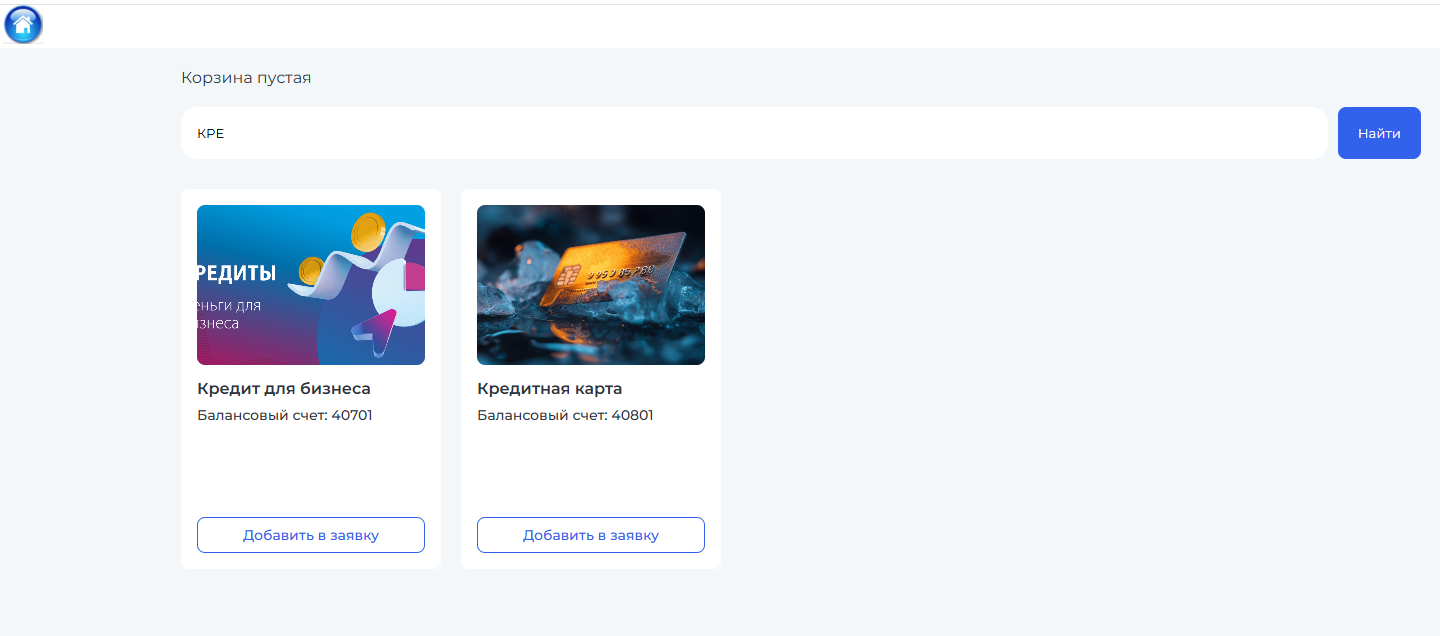 Корзина пустая
КРЕ
Найти
РЕДИТЫ
еньги для
изнеса
Кредит для бизнеса
Балансовый счет: 40701
Добавить в заявку
Кредитная карта
Балансовый счет: 40801
Добавить в заявку